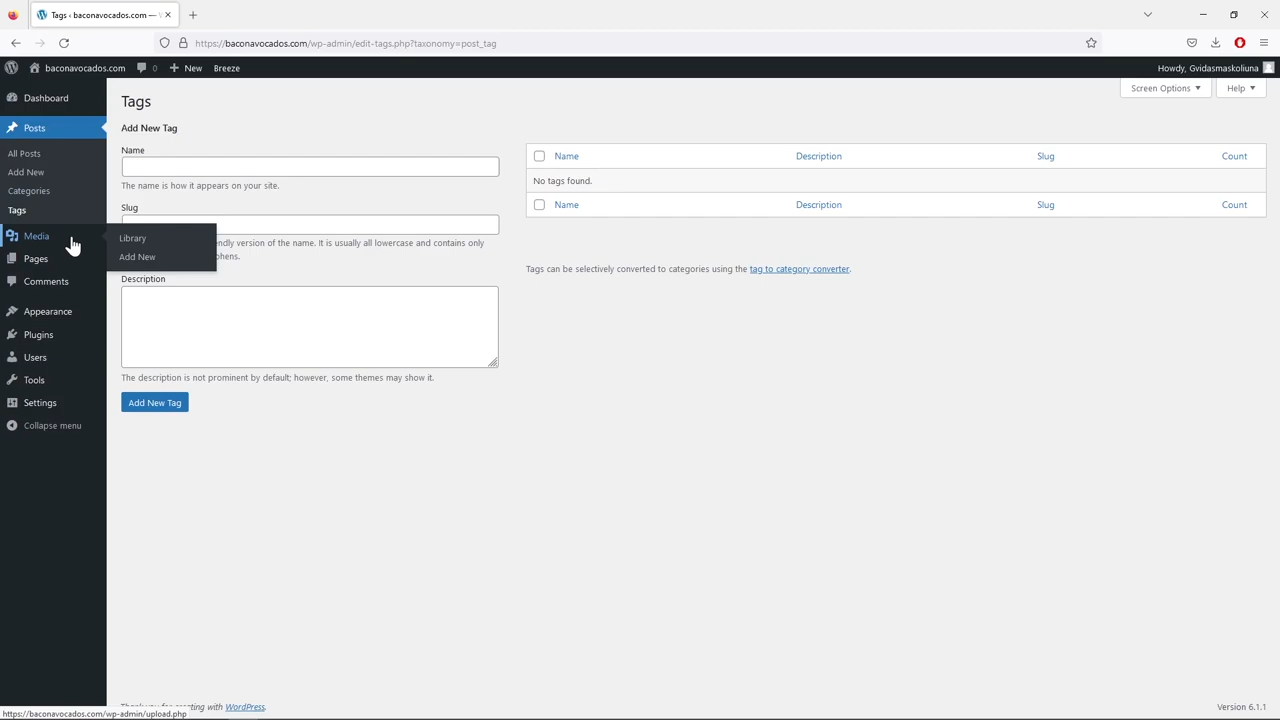 Tags ‹ baconavocados.com —
https://baconavocados.com/wp-admin/edit-tags.php?taxonomy=post_tag
baconavocados.com
0
New
Breeze
Howdy, Gvidasmaskoliuna
Dashboard
Posts
All Posts
Add New
Categories
Tags
Media
Library
Add New
Pages
Comments
Appearance
Plugins
Users
Tools
Settings
Collapse menu
Screen Options
Help
Tags
Add New Tag
Name
The name is how it appears on your site.
Slug
ndly version of the name. It is usually all lowercase and contains only
phens.
Description
The description is not prominent by default; however, some themes may show it.
Add New Tag
Name Description Slug Count
No tags found.
Name Description Slug Count
Tags can be selectively converted to categories using the tag to category converter.
Thank you for creating with WordPress.
Version 6.1.1
https://baconavocados.com/wp-admin/upload.php